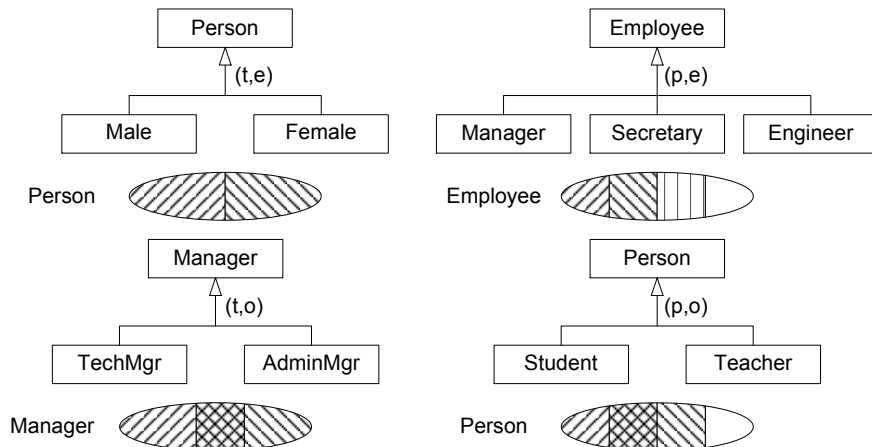 Person
(t,e)
Male
Female
Person
Employee
(p,e)
Manager
Secretary
Engineer
Employee
Manager
(t,o)
TechMgr
AdminMgr
Manager
Person
(p,o)
Student
Teacher
Person